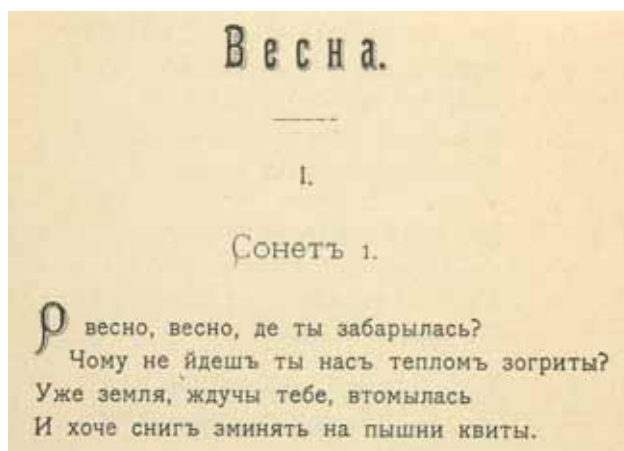 Весна.
I.
Сонетъ 1.
О весно, весно, де ты забарылась?
Чому не йдешъ ты насъ тепломъ зогриты?
Уже земля, ждучы тебе, втомылась
И хоче снигъ зминять на пышни квиты.